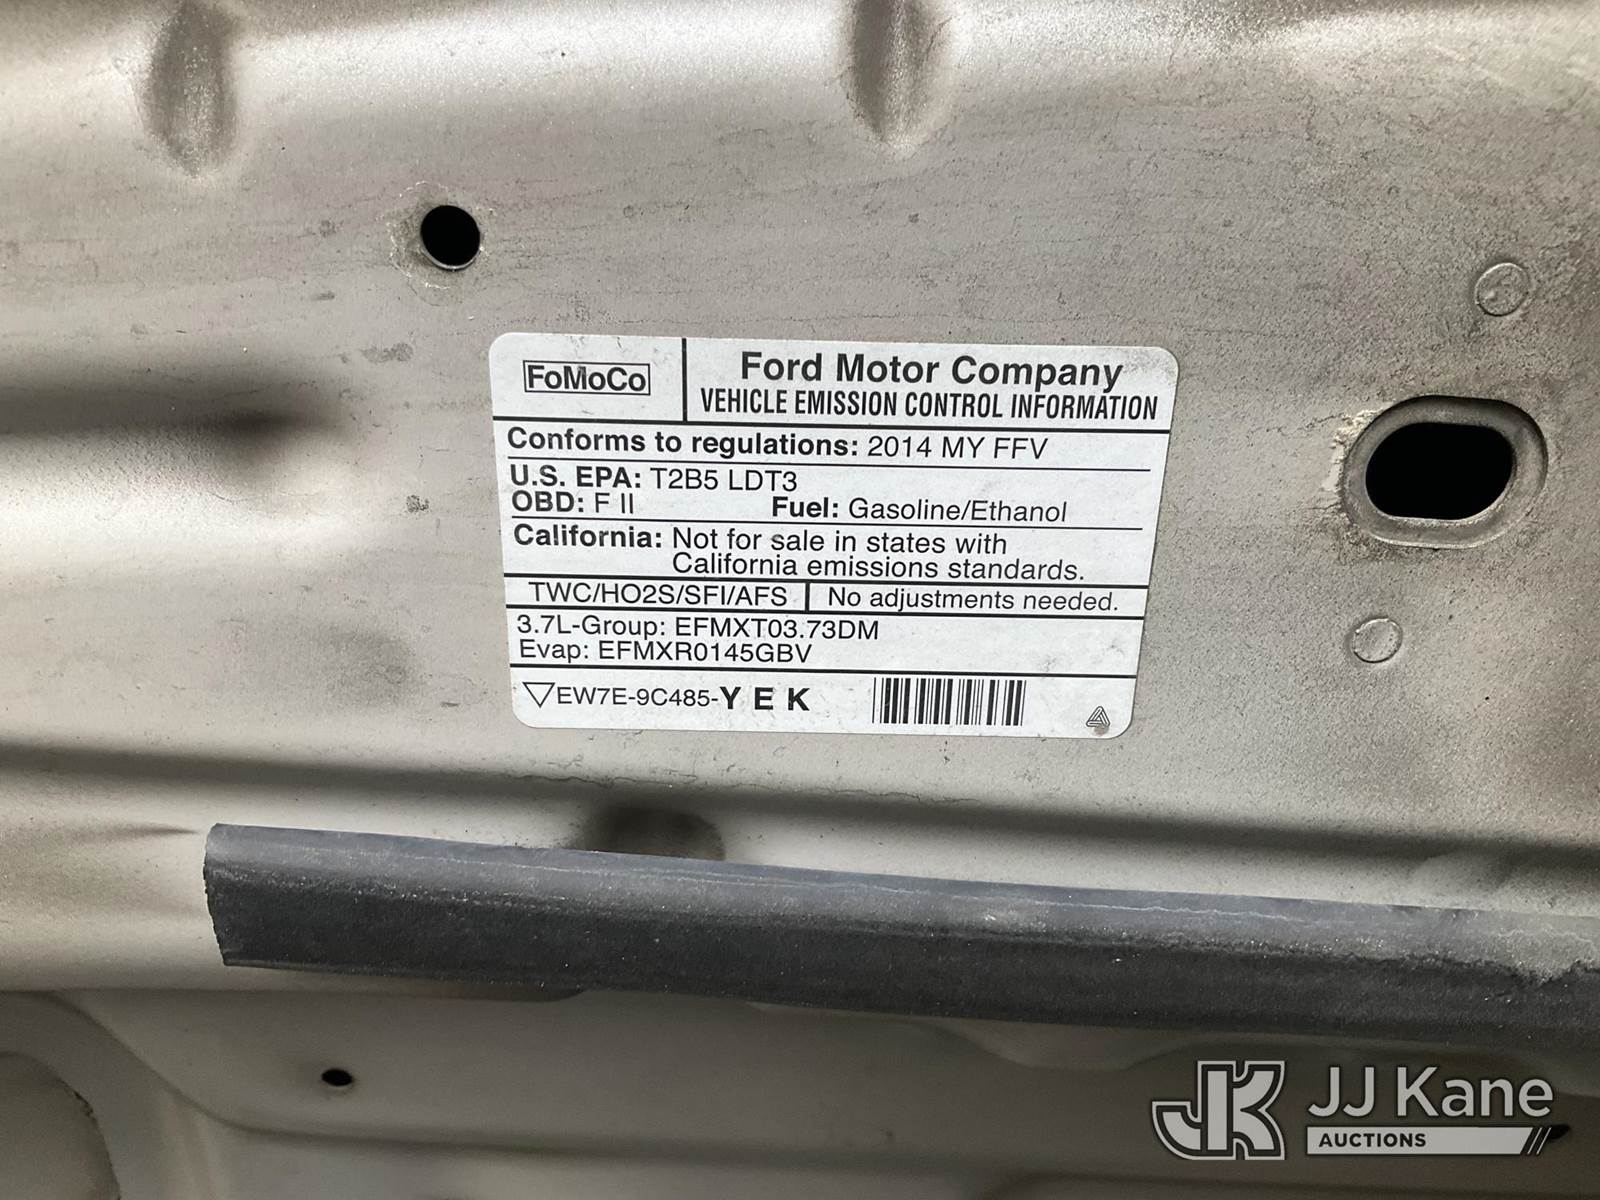 FoMoCo
Ford Motor Company
VEHICLE EMISSION CONTROL INFORMATION
Conforms to regulations: 2014 MY FFV
U.S. EPA: T2B5 LDT3
OBD: F II Fuel: Gasoline/Ethanol
California: Not for sale in states with
California emissions standards.
TWC/HO2S/SFI/AFS No adjustments needed.
3.7L-Group: EFMXT03.73DM
Evap: EFMXR0145GBV
EW7E-9C485-Y E K
JK JJ Kane
AUCTIONS